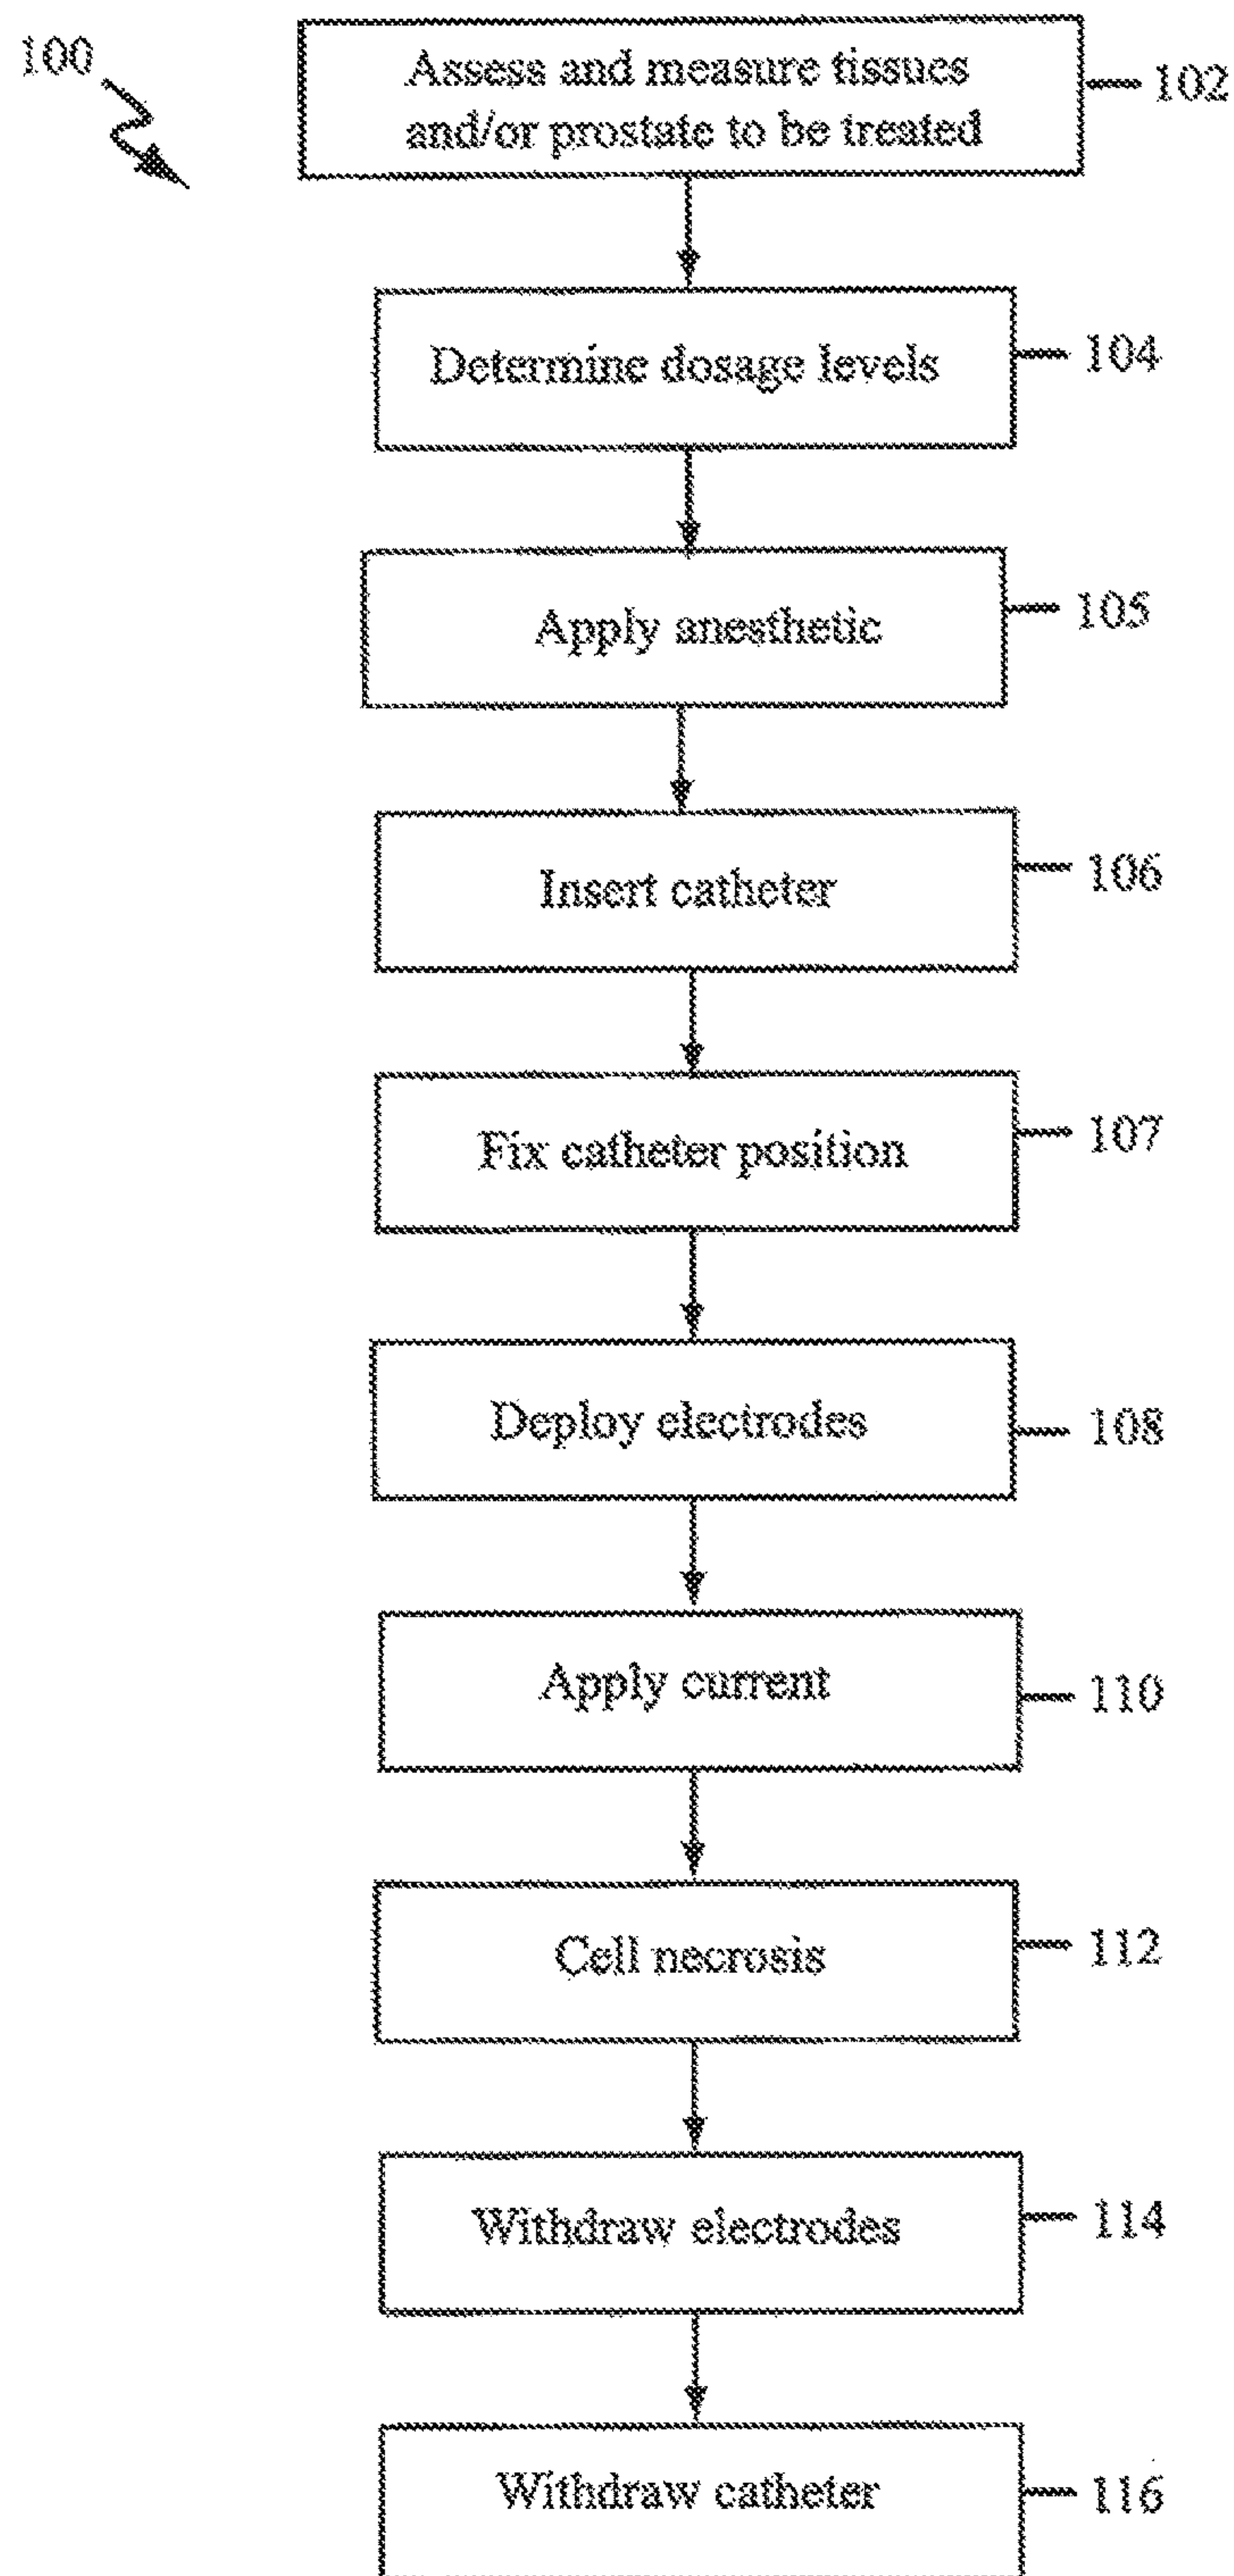 100
Assess and measure tissues
and/or prostate to be treated
102
Determine dosage levels
104
Apply anesthetic
105
Insert catheter
106
Fix catheter position
107
Deploy electrodes
108
Apply current
110
Cell necrosis
112
Withdraw electrodes
114
Withdraw catheter
116